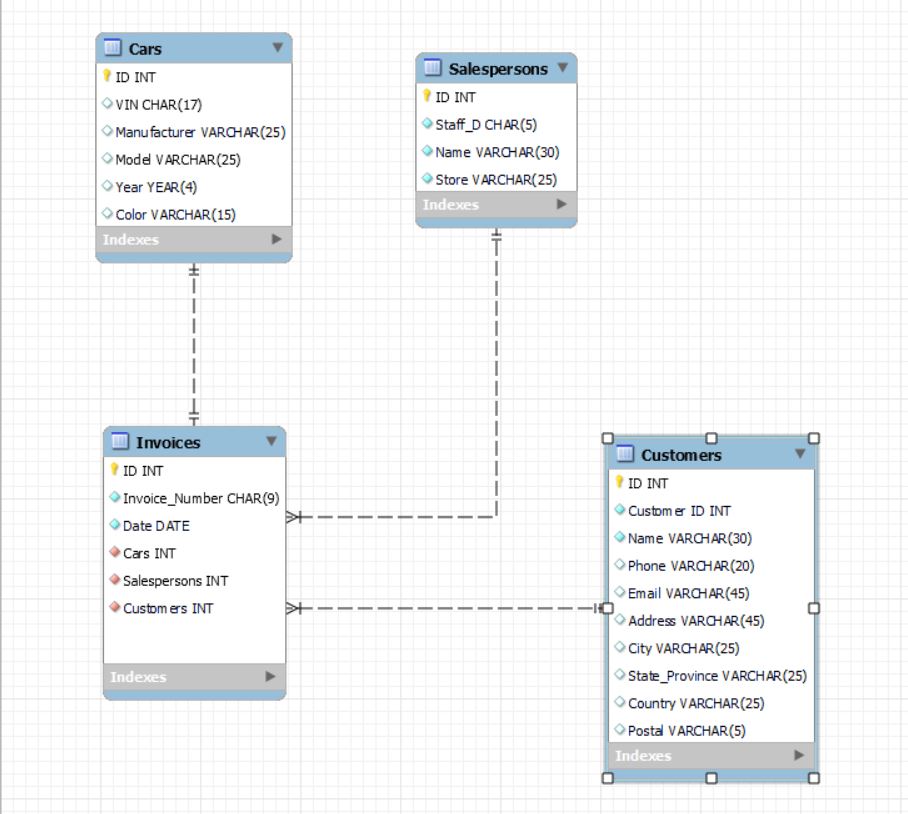 Cars
ID INT
VIN CHAR(17)
Manufacturer VARCHAR(25)
Model VARCHAR(25)
Year YEAR(4)
Color VARCHAR(15)
Indexes
Salespersons
ID INT
Staff_D CHAR(5)
Name VARCHAR(30)
Store VARCHAR(25)
Indexes
Invoices
ID INT
Invoice_Number CHAR(9)
Date DATE
Cars INT
Salespersons INT
Customers INT
Indexes
Customers
ID INT
Customer ID INT
Name VARCHAR(30)
Phone VARCHAR(20)
Email VARCHAR(45)
Address VARCHAR(45)
City VARCHAR(25)
State_Province VARCHAR(25)
Country VARCHAR(25)
Postal VARCHAR(5)
Indexes